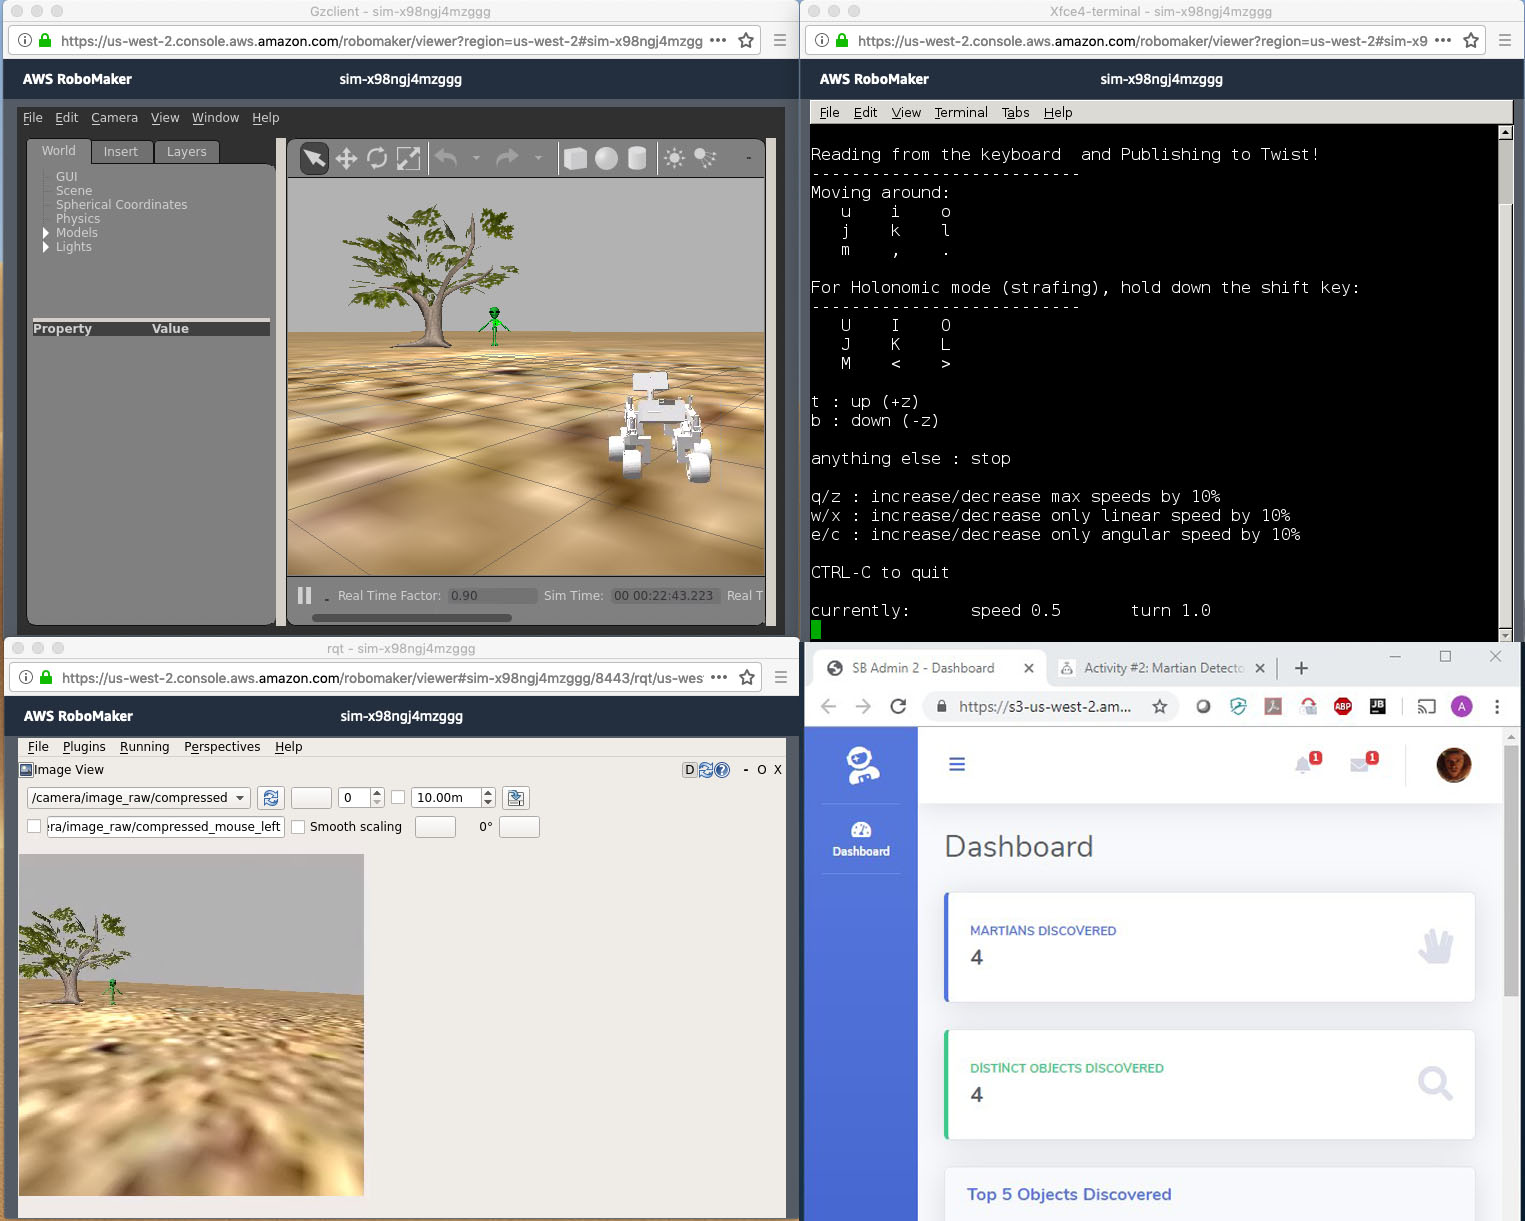 Gzclient - sim-x98ngj4mzggg
https://us-west-2.console.aws.amazon.com/robomaker/viewer?region=us-west-2#sim-x98ngj4mzgg
AWS RoboMaker sim-x98ngj4mzggg
File Edit Camera View Window Help
World Insert Layers
GUI
Scene
Spherical Coordinates
Physics
Models
Lights
Property Value
Real Time Factor: 0.90 Sim Time: 00 00:22:43.223 Real T
Xfce4-terminal - sim-x98ngj4mzggg
https://us-west-2.console.aws.amazon.com/robomaker/viewer?region=us-west-2#sim-x9
AWS RoboMaker sim-x98ngj4mzggg
File Edit View Terminal Tabs Help
Reading from the keyboard  and Publishing to Twist!
---------------------------
Moving around:
u i o
j k l
m , .
For Holonomic mode (strafing), hold down the shift key:
---------------------------
U I O
J K L
M < >
t : up (+z)
b : down (-z)
anything else : stop
q/z : increase/decrease max speeds by 10%
w/x : increase/decrease only linear speed by 10%
e/c : increase/decrease only angular speed by 10%
CTRL-C to quit
currently: speed 0.5 turn 1.0
rqt - sim-x98ngj4mzggg
https://us-west-2.console.aws.amazon.com/robomaker/viewer#sim-x98ngj4mzggg/8443/rqt/us-wes
AWS RoboMaker sim-x98ngj4mzggg
File Plugins Running Perspectives Help
Image View D - O X
/camera/image_raw/compressed 0 10.00m
era/image_raw/compressed_mouse_left Smooth scaling 0°
SB Admin 2 - Dashboard Activity #2: Martian Detecto
https://s3-us-west-2.am... ABP JB A
1 1
Dashboard
Dashboard
MARTIANS DISCOVERED
4
DISTINCT OBJECTS DISCOVERED
4
Top 5 Objects Discovered